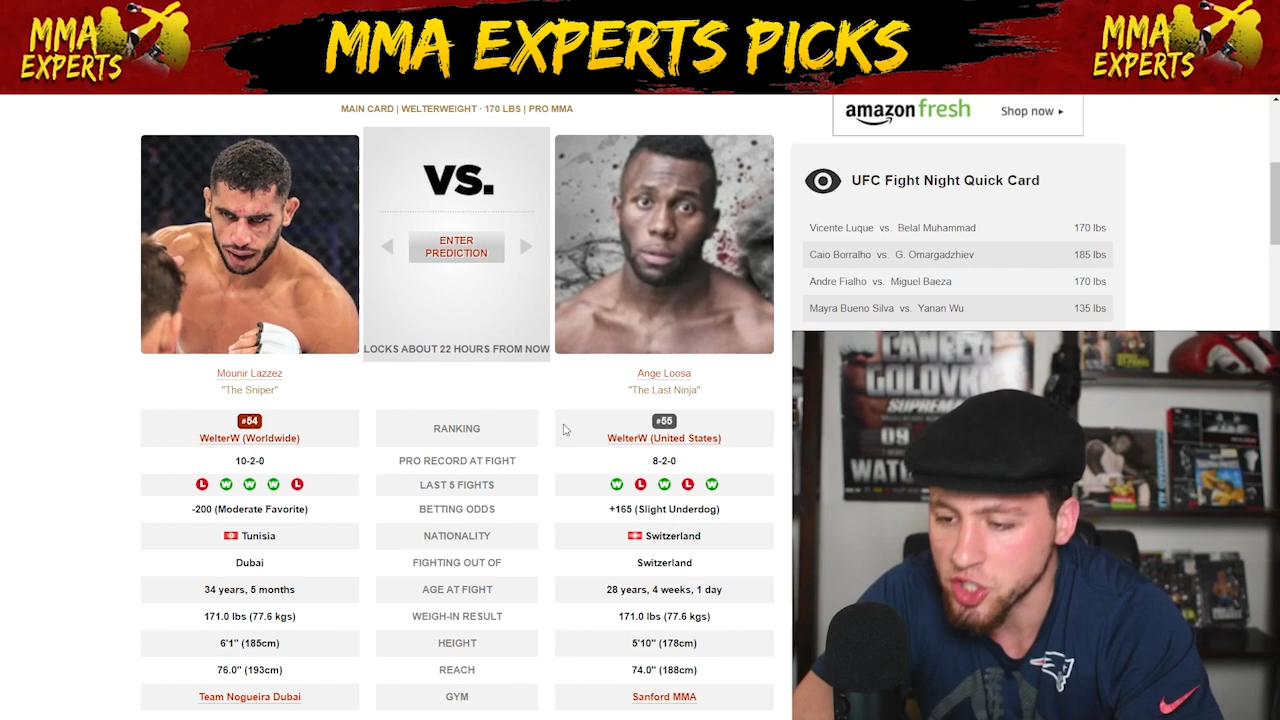 MMA
EXPERTS
MMA EXPERTS PICKS
MMA
EXPERTS
MAIN CARD | WELTERWEIGHT · 170 LBS | PRO MMA
amazon fresh Shop now ▸
VS.
ENTER
PREDICTION
LOCKS ABOUT 22 HOURS FROM NOW
UFC Fight Night Quick Card
Vicente Luque vs. Belal Muhammad 170 lbs
Caio Borralho vs. G. Omargadzhiev 185 lbs
Andre Fialho vs. Miguel Baeza 170 lbs
Mayra Bueno Silva vs. Yanan Wu 135 lbs
Mounir Lazzez Ange Loosa
"The Sniper" "The Last Ninja"
#54 #55
WelterW (Worldwide) RANKING WelterW (United States)
10-2-0 PRO RECORD AT FIGHT 8-2-0
L W W W L LAST 5 FIGHTS W L W L W
-200 (Moderate Favorite) BETTING ODDS +165 (Slight Underdog)
Tunisia NATIONALITY Switzerland
Dubai FIGHTING OUT OF Switzerland
34 years, 5 months AGE AT FIGHT 28 years, 4 weeks, 1 day
171.0 lbs (77.6 kgs) WEIGH-IN RESULT 171.0 lbs (77.6 kgs)
6'1" (185cm) HEIGHT 5'10" (178cm)
76.0" (193cm) REACH 74.0" (188cm)
Team Nogueira Dubai GYM Sanford MMA
CANELO
GOLOVK
SUPREMA
09
WATC